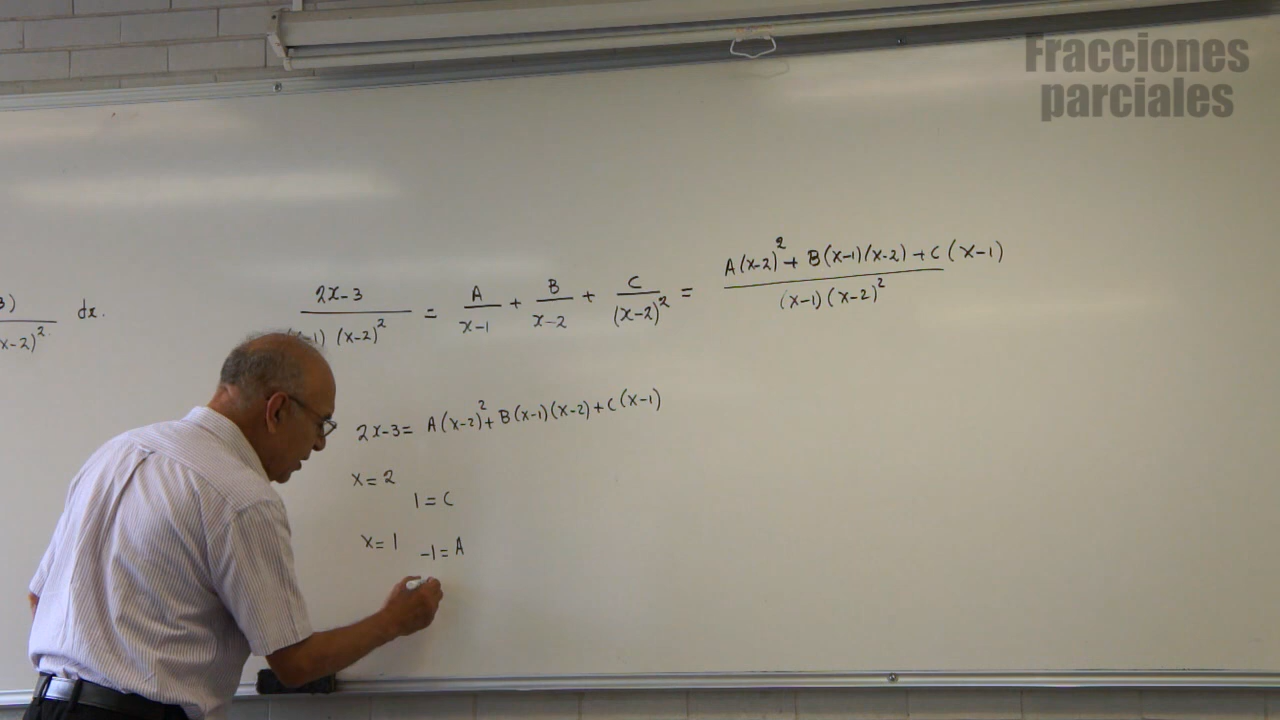 Fracciones
parciales
3)
x-2)² dx.
2x-3 / (x-1) (x-2)² = A / x-1 + B / x-2 + C / (x-2)² = A(x-2)² + B(x-1)(x-2) + C(x-1) / (x-1)(x-2)²
2x-3 = A(x-2)² + B(x-1)(x-2) + C(x-1)
x=2
1=C
x=1 -1=A